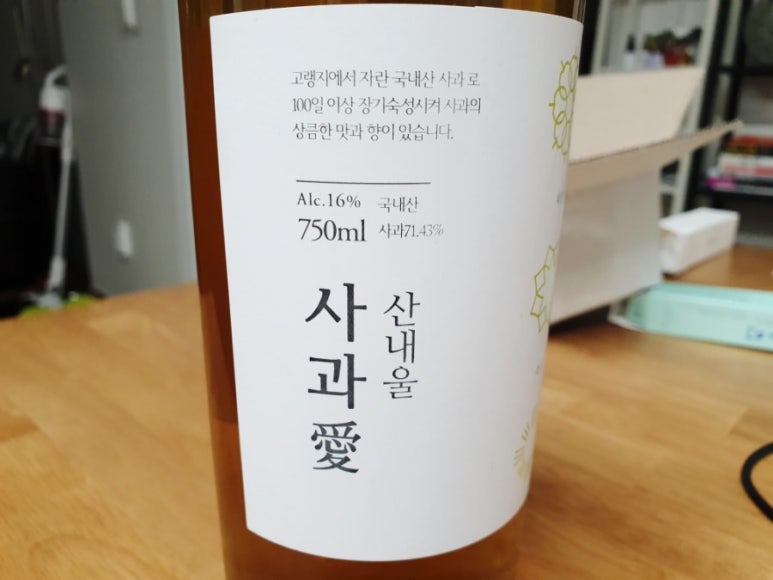 고랭지에서 자란 국내산 사과로
100일 이상 장기숙성시켜 사과의
상큼한 맛과 향이 있습니다.
Alc.16% 국내산
750ml 사과71.43%
산내울
사과愛